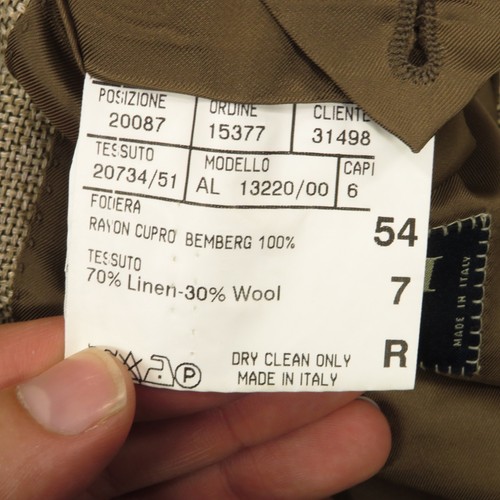 POSIZIONE ORDINE CLIENTE
20087 15377 31498
TESSUTO MODELLO CAPI
20734/51 AL 13220/00 6
FODERA
RAYON CUPRO BEMBERG 100% 54
TESSUTO
70% Linen-30% Wool 7
P R
DRY CLEAN ONLY
MADE IN ITALY
MADE IN ITALY